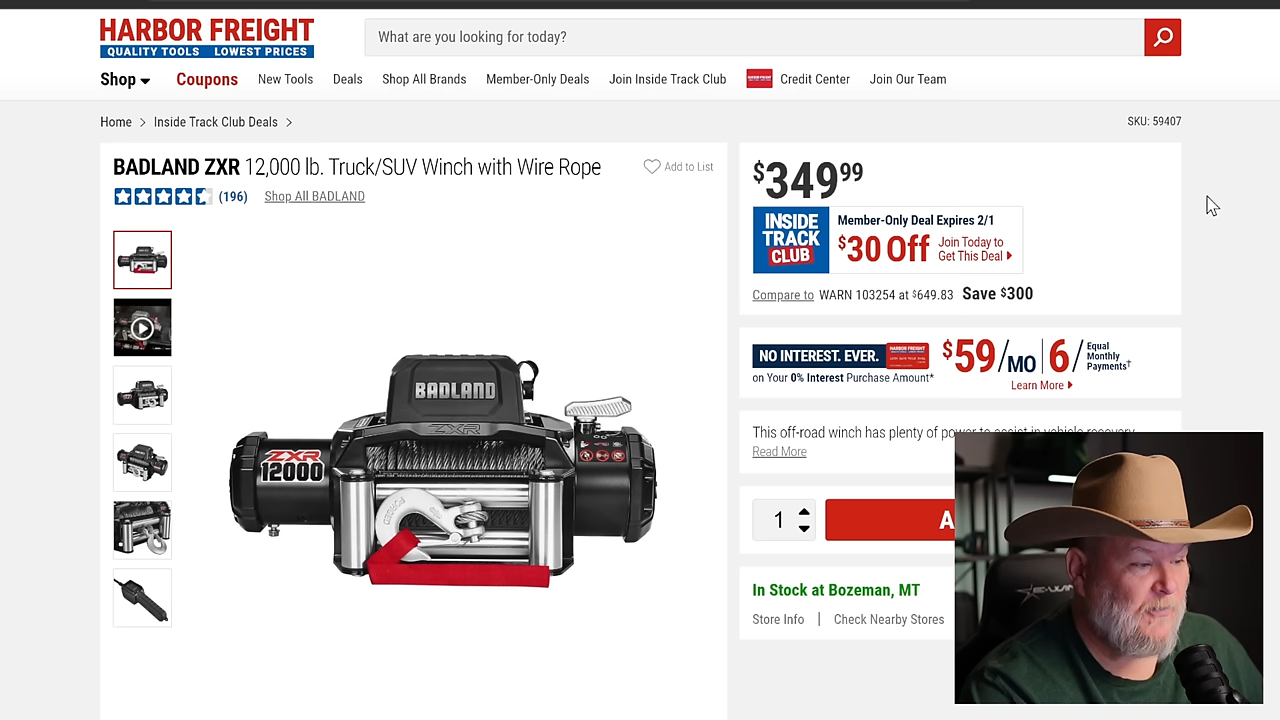 HARBOR FREIGHT
QUALITY TOOLS LOWEST PRICES
What are you looking for today?
Shop
Coupons
New Tools
Deals
Shop All Brands
Member-Only Deals
Join Inside Track Club
Credit Center
Join Our Team
Home > Inside Track Club Deals >
SKU: 59407
BADLAND ZXR 12,000 lb. Truck/SUV Winch with Wire Rope
Add to List
(196)
Shop All BADLAND
$349.99
INSIDE TRACK CLUB
Member-Only Deal Expires 2/1
$30 Off
Join Today to
Get This Deal
Compare to WARN 103254 at $649.83 Save $300
NO INTEREST. EVER.
on Your 0% Interest Purchase Amount*
$59/MO
6/
Equal
Monthly
Payments†
Learn More
This off-road winch has plenty of power to assist in vehicle recovery
Read More
BADLAND
ZXR
ZXR
12000
1
A
In Stock at Bozeman, MT
Store Info | Check Nearby Stores